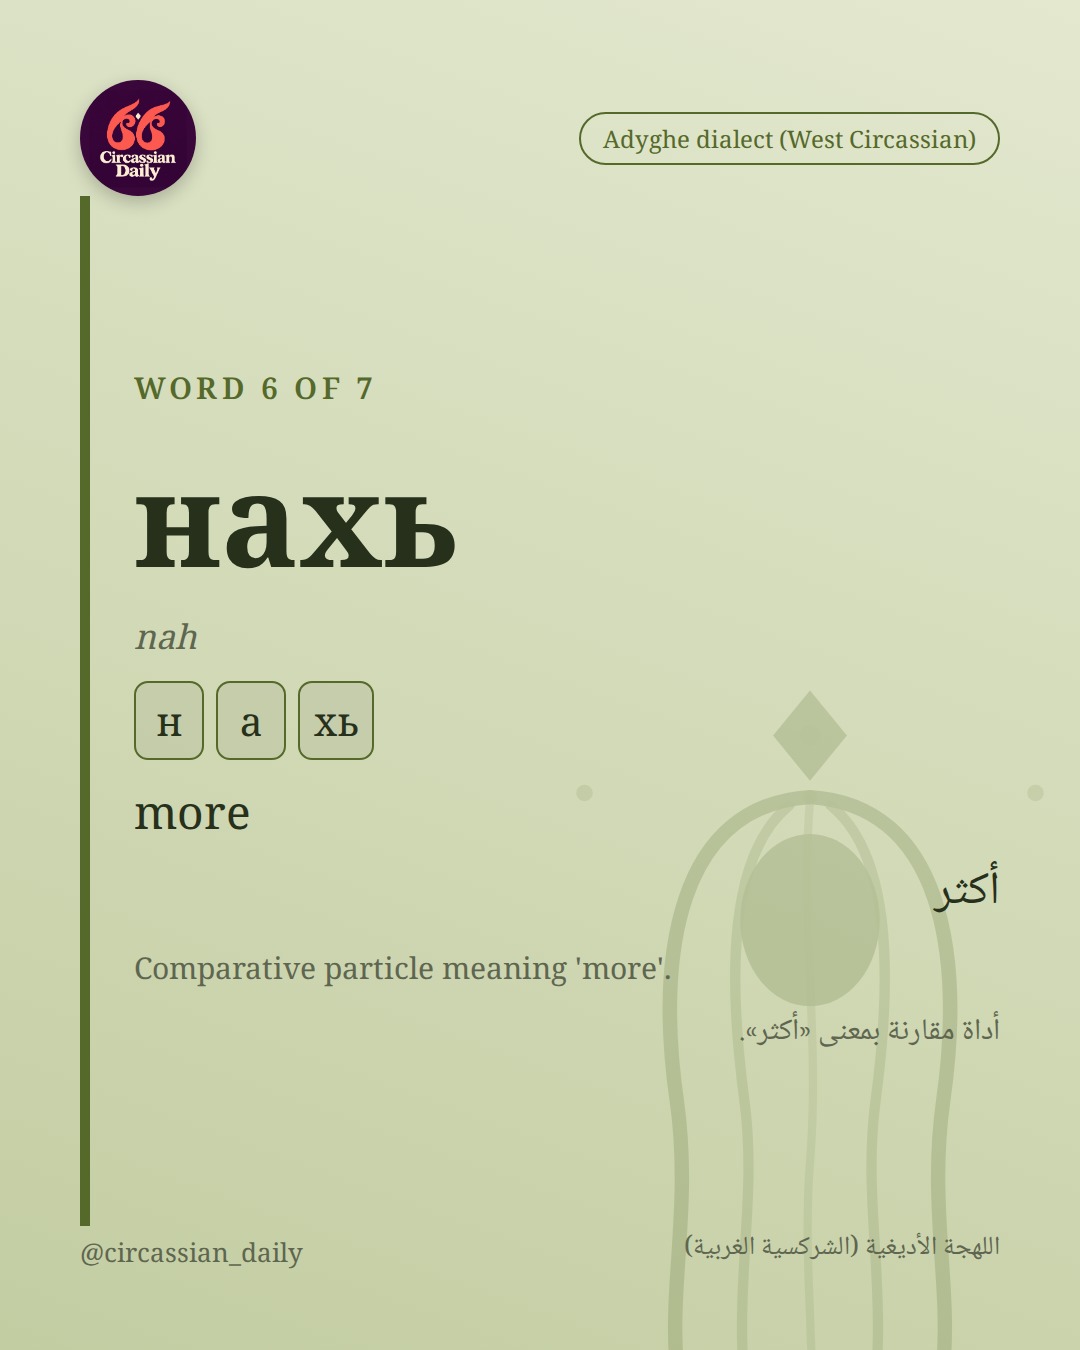 Circassian
Daily
Adyghe dialect (West Circassian)
WORD 6 OF 7
нахь
nah
н а хь
more
أكثر
Comparative particle meaning 'more'.
أداة مقارنة بمعنى «أكثر».
@circassian_daily
اللهجة الأديغية (الشركسية الغربية)